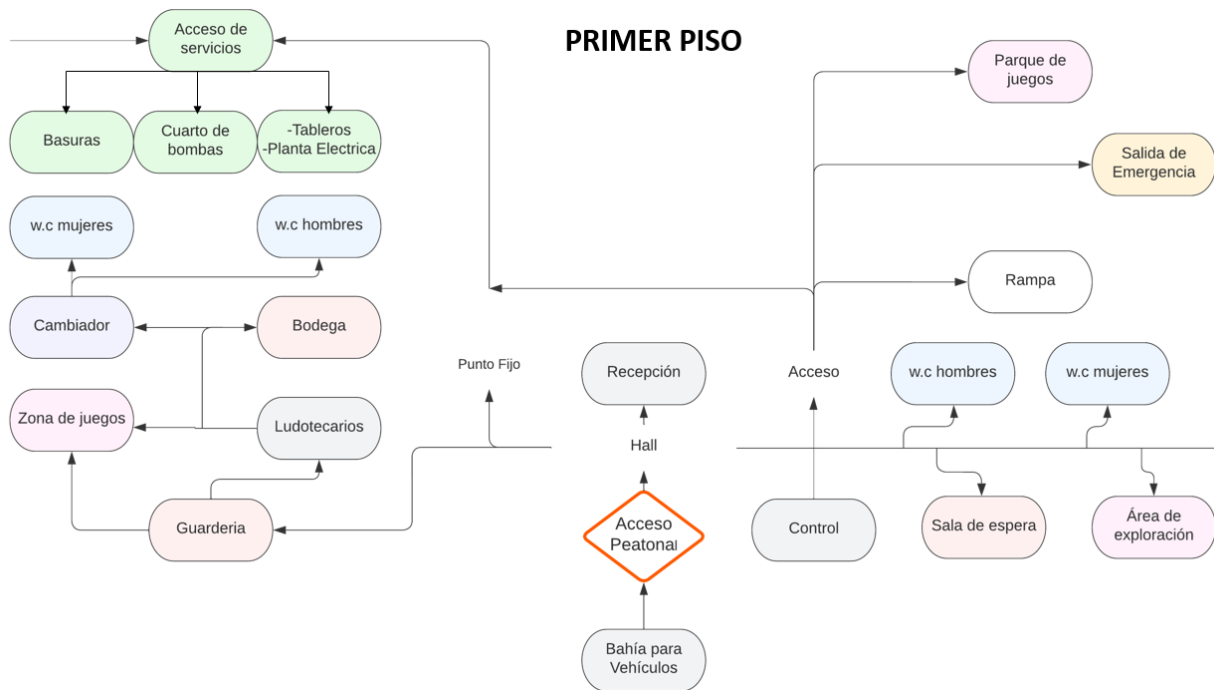 PRIMER PISO
Acceso de
servicios
Basuras
Cuarto de
bombas
-Tableros
-Planta Electrica
w.c mujeres
w.c hombres
Cambiador
Bodega
Zona de juegos
Ludotecarios
Guarderia
Punto Fijo
Recepción
Hall
Acceso
Peatonal
Bahía para
Vehículos
Parque de
juegos
Salida de
Emergencia
Rampa
Acceso
w.c hombres
w.c mujeres
Control
Sala de espera
Área de
exploración